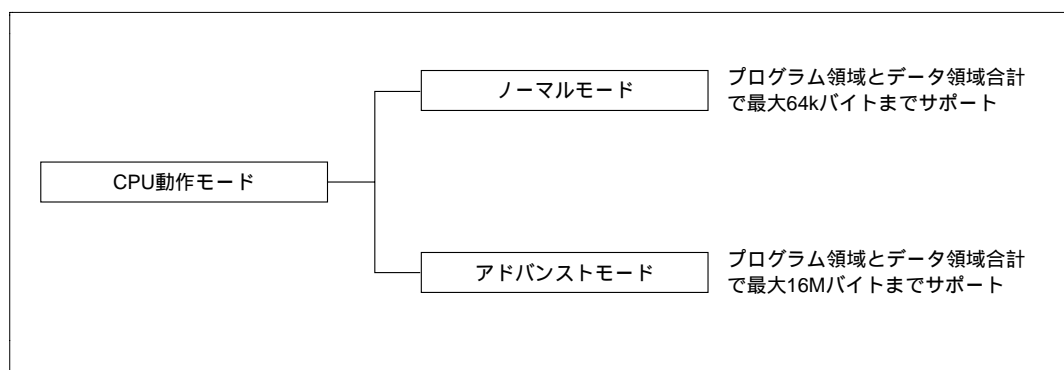 ノーマルモード
プログラム領域とデータ領域合計
で最大64kバイトまでサポート
CPU動作モード
アドバンストモード
プログラム領域とデータ領域合計
で最大16Mバイトまでサポート